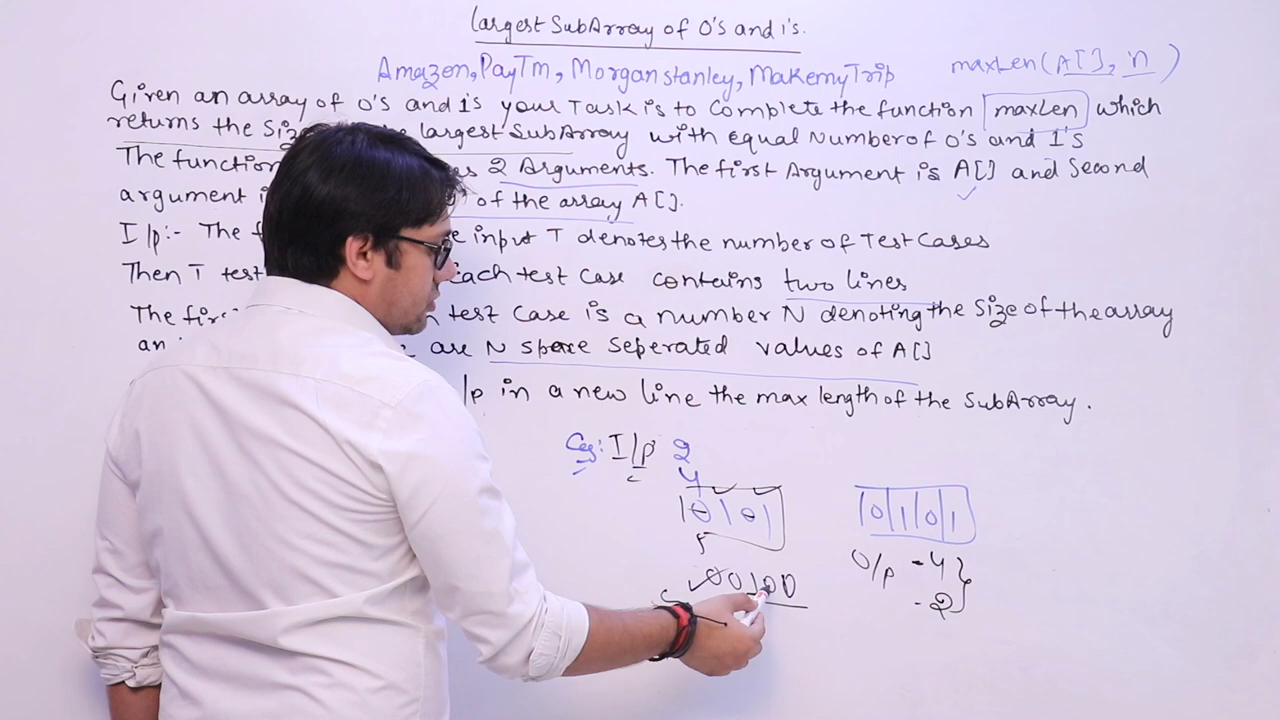 largest SubArray of 0's and 1's.
Amazon, PayTm, Morgan stanley, MakemyTrip maxLen(A[], n)
Given an array of 0's and 1's your Task is to Complete the function maxLen which
returns the Siz largest SubArray with equal Number of 0's and 1's
The function 2 Arguments. The first Argument is A[] and Second
argument i of the array A[].
I/p:- The f input T denotes the number of Test Cases
Then T test Each test Case contains two lines
The firs test Case is a number N denoting the Size of the array
an are N space Seperated values of A[]
/p in a new line the max length of the SubArray.
I/p 2
4
1 0 1 0 1 |0|1|0|1
O/p - 4
0 0 1 0 0 - 2